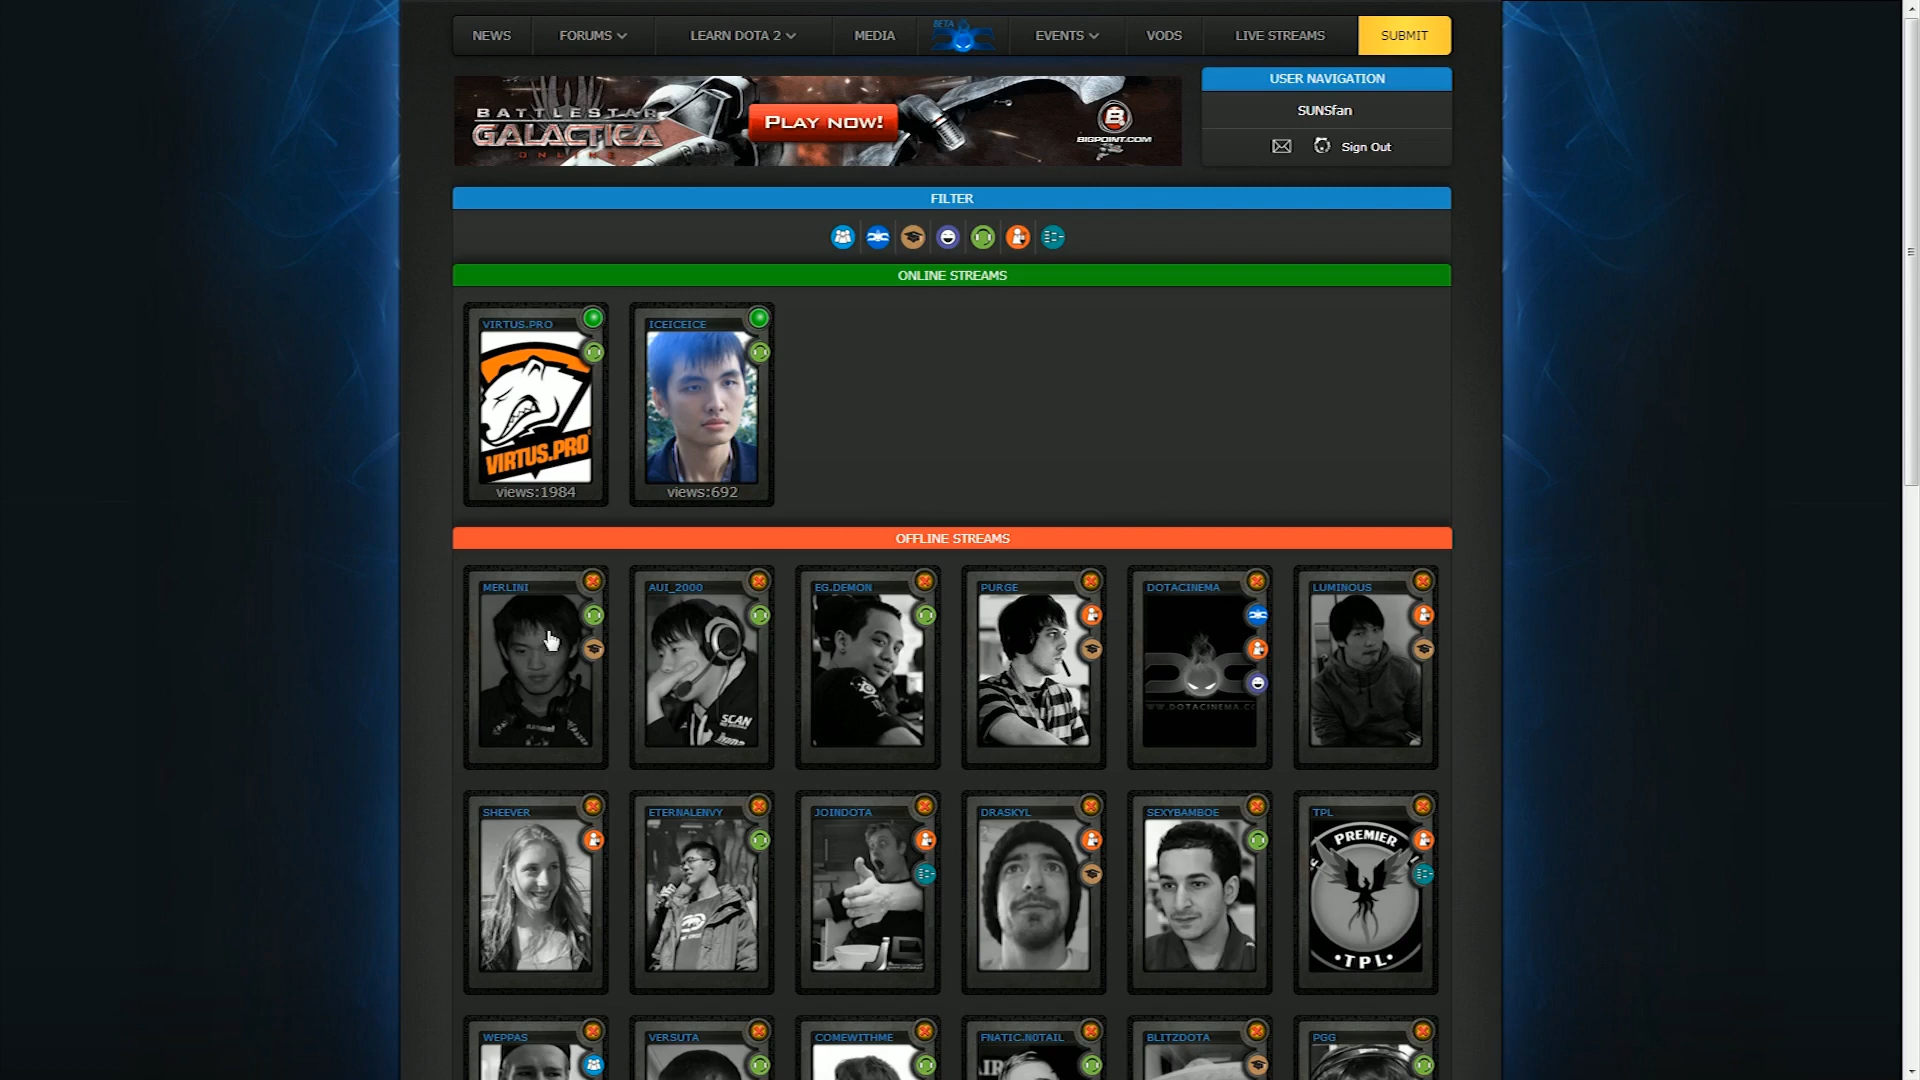 NEWS
FORUMS
LEARN DOTA 2
MEDIA
BETA
EVENTS
VODS
LIVE STREAMS
SUBMIT
BATTLESTAR
GALACTICA
ONLINE
PLAY NOW!
BIGPOINT.COM
USER NAVIGATION
SUNSfan
Sign Out
FILTER
ONLINE STREAMS
VIRTUS.PRO
ICEICEICE
VIRTUS.PRO
views:1984
views:692
OFFLINE STREAMS
MERLINI
AUI_2000
EG.DEMON
PURGE
DOTACINEMA
LUMINOUS
SCAN
WWW.DOTACINEMA.CO
SHEEVER
ETERNALENVY
JOINDOTA
DRASKYL
SEXYBAMBOE
TPL
PREMIER
•TPL•
WEPPAS
VERSUTA
COMEWITHME
FNATIC.N0TAIL
BLITZDOTA
PGG